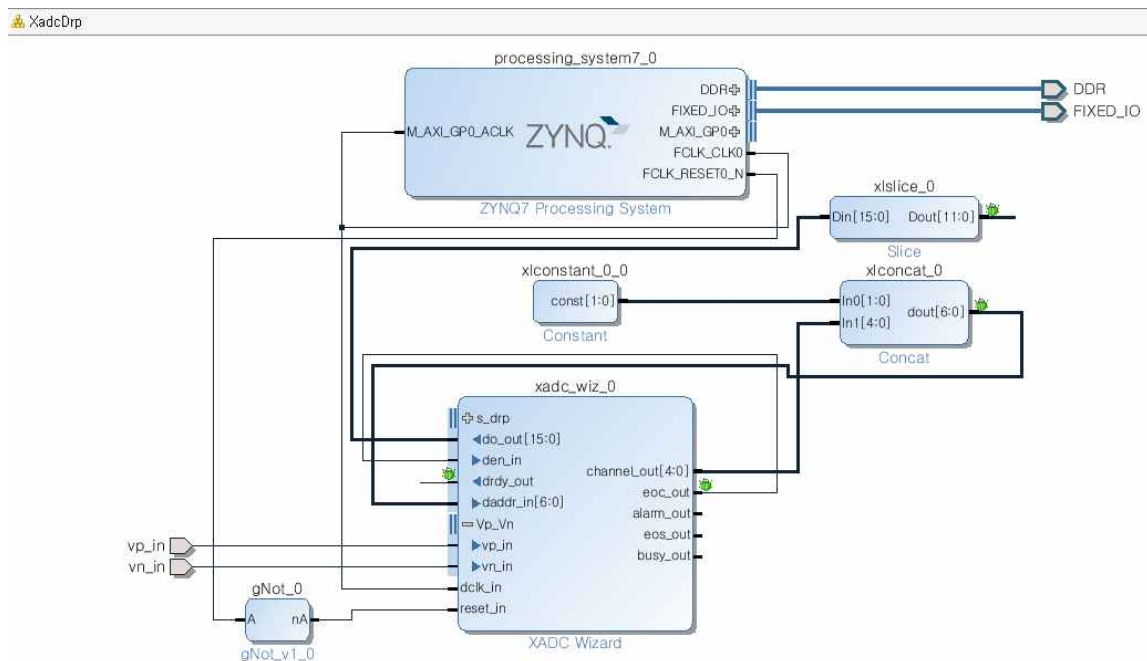 XadcDrp
processing_system7_0
DDR
FIXED_IO
M_AXI_GP0_ACLK
ZYNQ
M_AXI_GP0
FCLK_CLK0
FCLK_RESET0_N
ZYNQ7 Processing System
DDR
FIXED_IO
xlslice_0
Din[15:0] Dout[11:0]
Slice
xlconstant_0_0
const[1:0]
Constant
xlconcat_0
In0[1:0]
In1[4:0]
dout[6:0]
Concat
xadc_wiz_0
s_drp
do_out[15:0]
den_in
drdy_out
daddr_in[6:0]
Vp_Vn
vp_in
vn_in
dclk_in
reset_in
channel_out[4:0]
eoc_out
alarm_out
eos_out
busy_out
XADC Wizard
vp_in
vn_in
gNot_0
A nA
gNot_v1_0